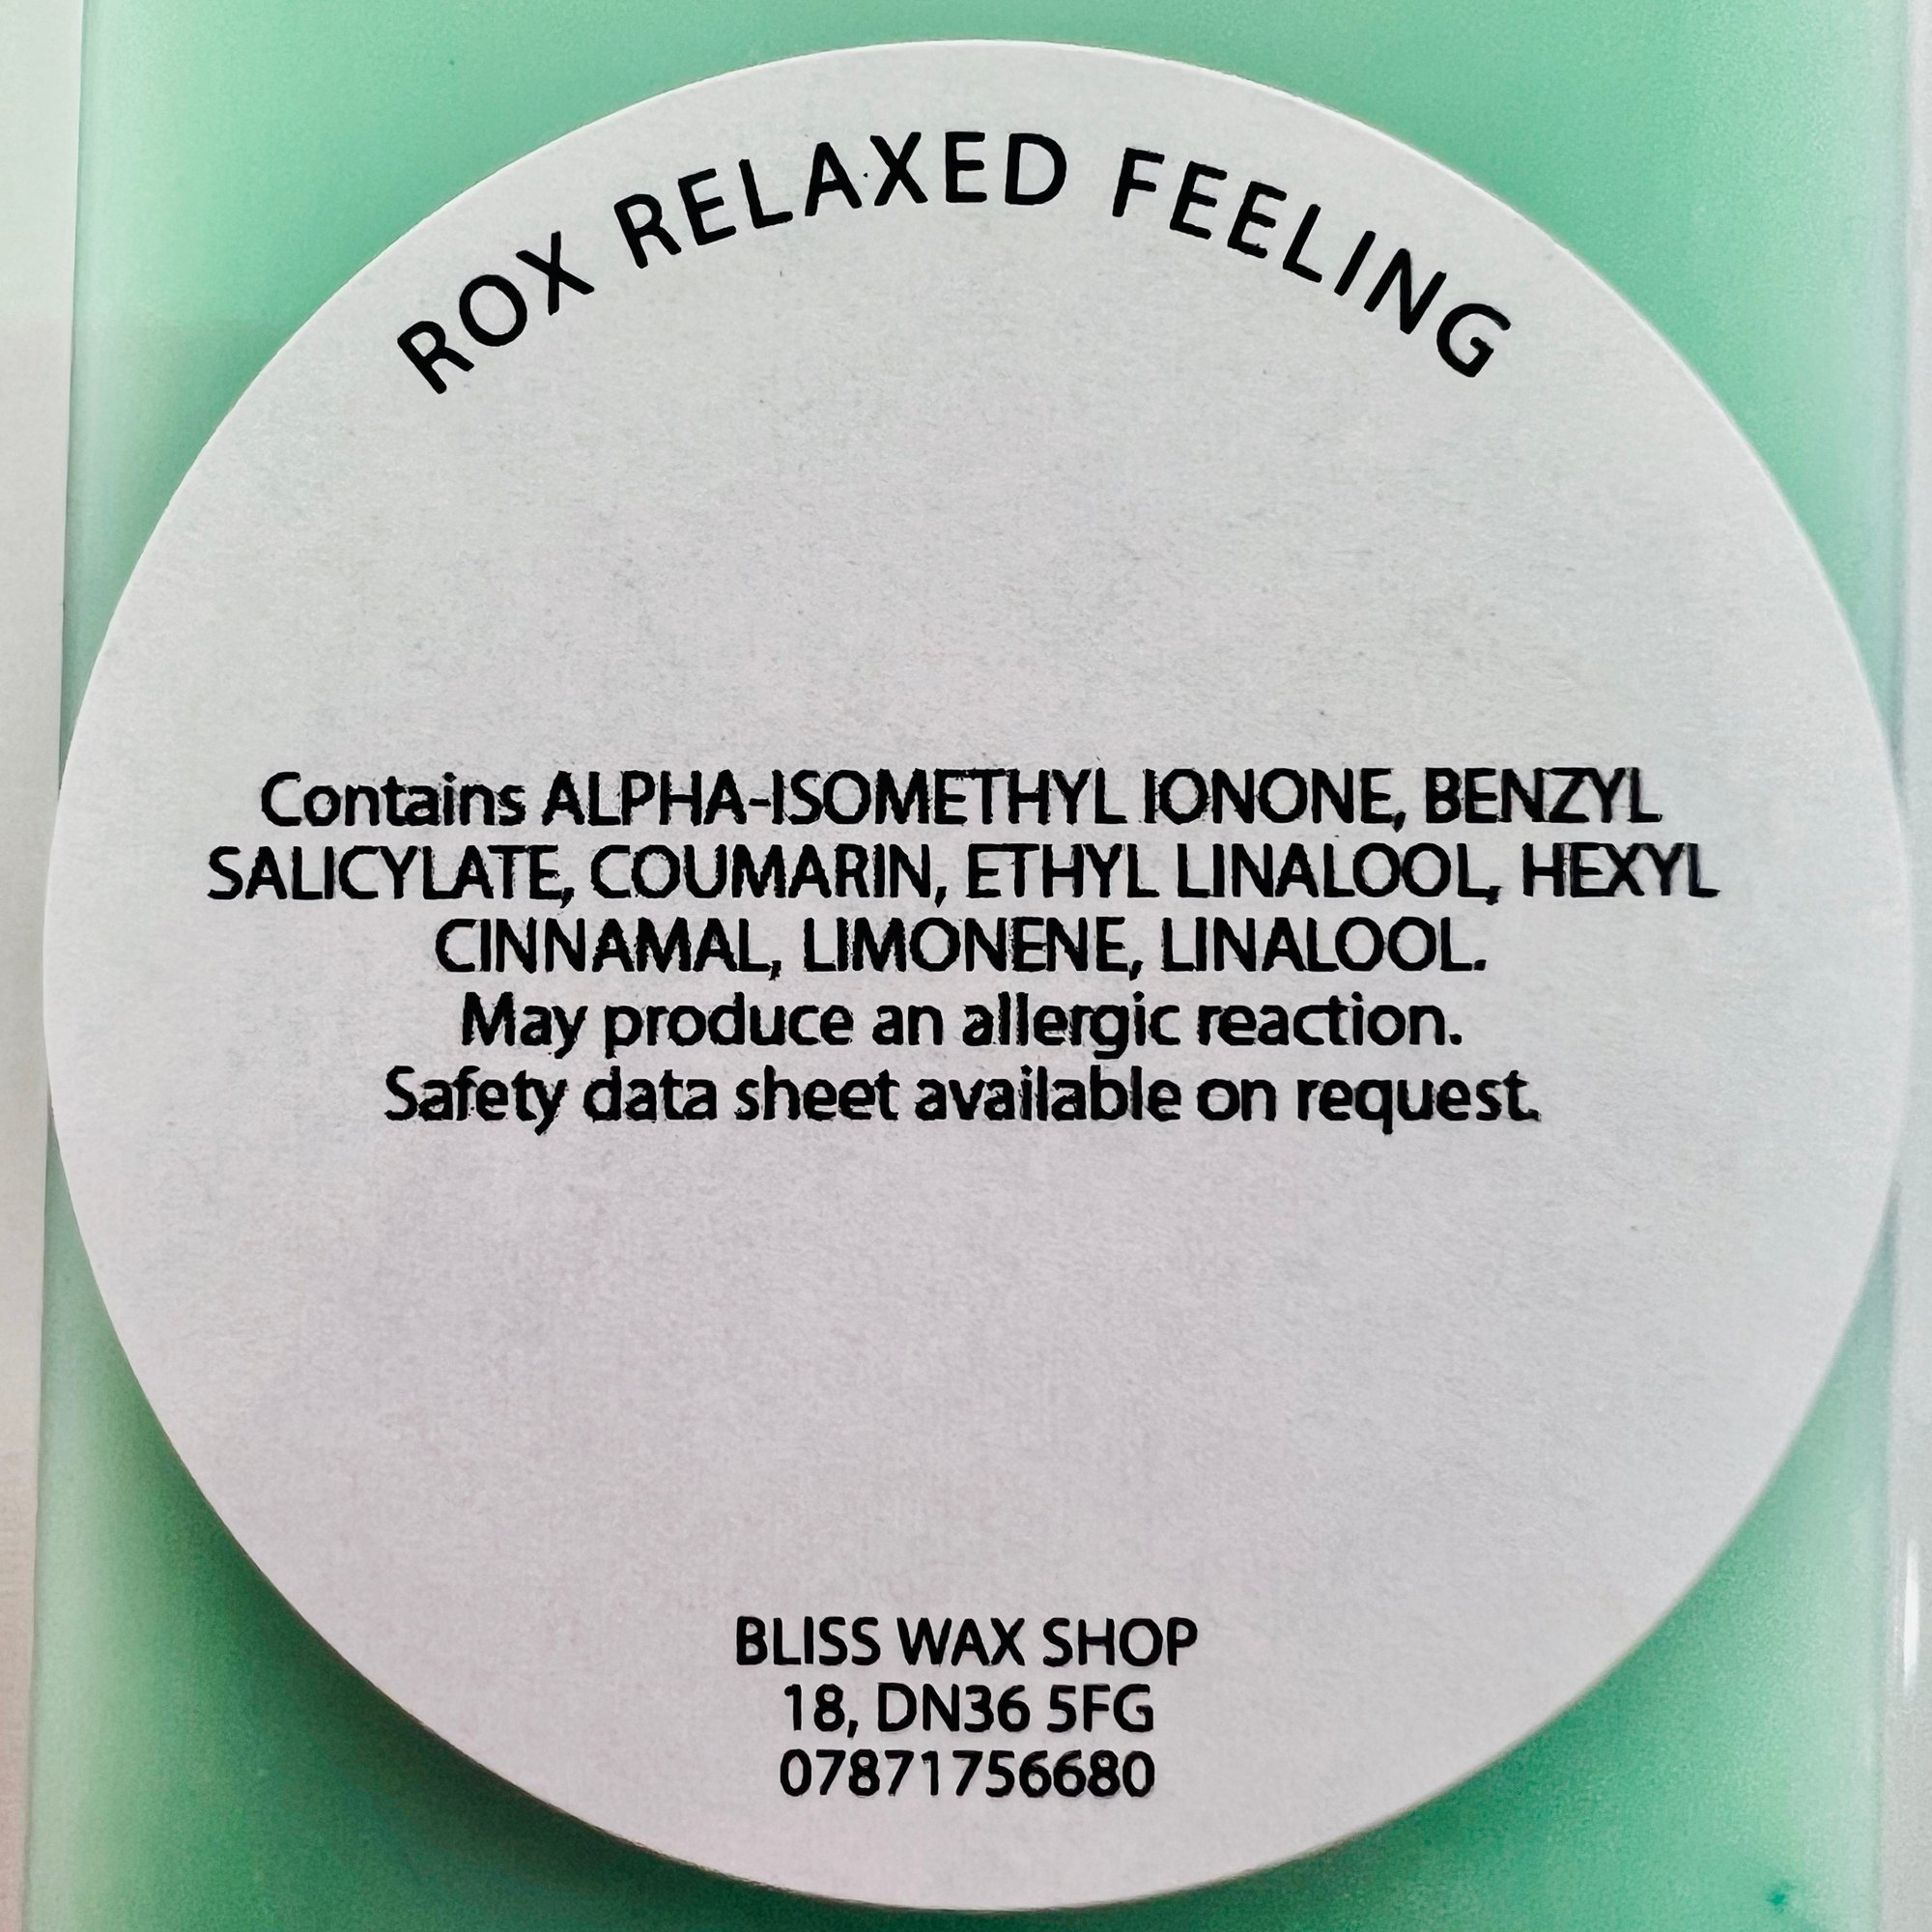 ROX RELAXED FEELING
Contains ALPHA-ISOMETHYL IONONE, BENZYL
SALICYLATE, COUMARIN, ETHYL LINALOOL, HEXYL
CINNAMAL, LIMONENE, LINALOOL.
May produce an allergic reaction.
Safety data sheet available on request.
BLISS WAX SHOP
18, DN36 5FG
07871756680